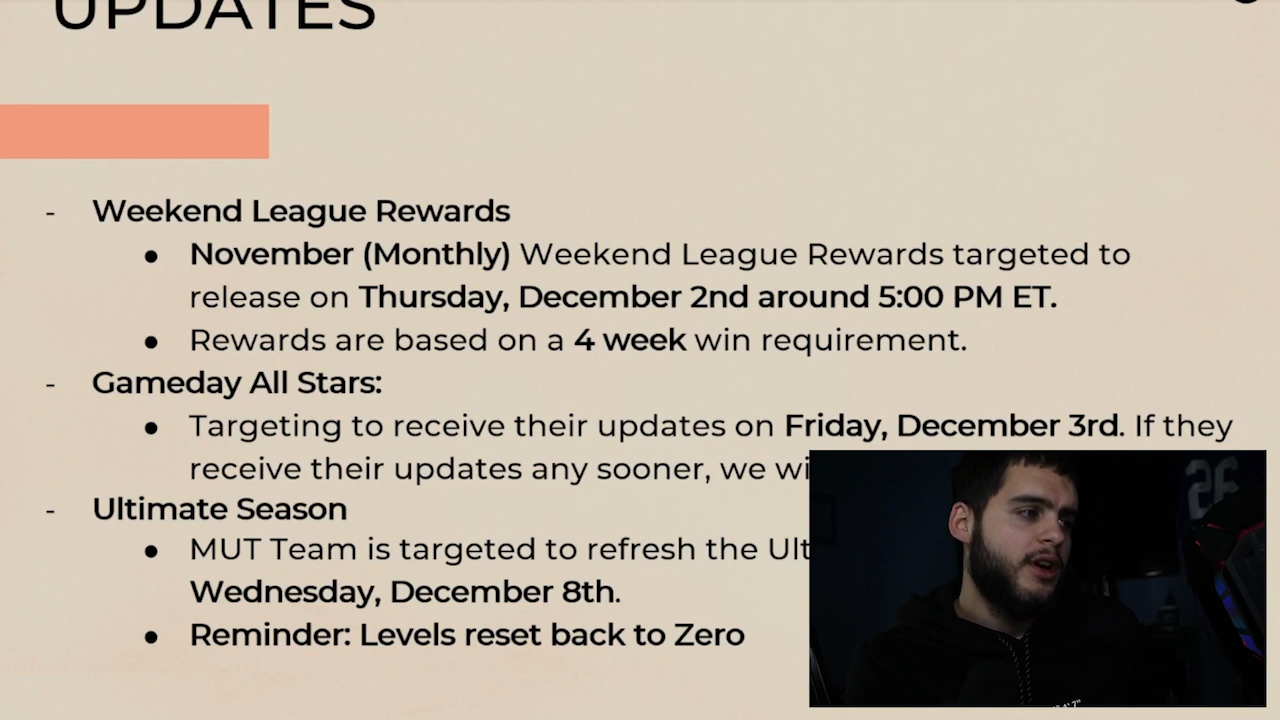 UPDATES
- Weekend League Rewards
● November (Monthly) Weekend League Rewards targeted to
release on Thursday, December 2nd around 5:00 PM ET.
● Rewards are based on a 4 week win requirement.
- Gameday All Stars:
● Targeting to receive their updates on Friday, December 3rd. If they
receive their updates any sooner, we
- Ultimate Season
● MUT Team is targeted to refresh the
Wednesday, December 8th.
● Reminder: Levels reset back to Zero
26